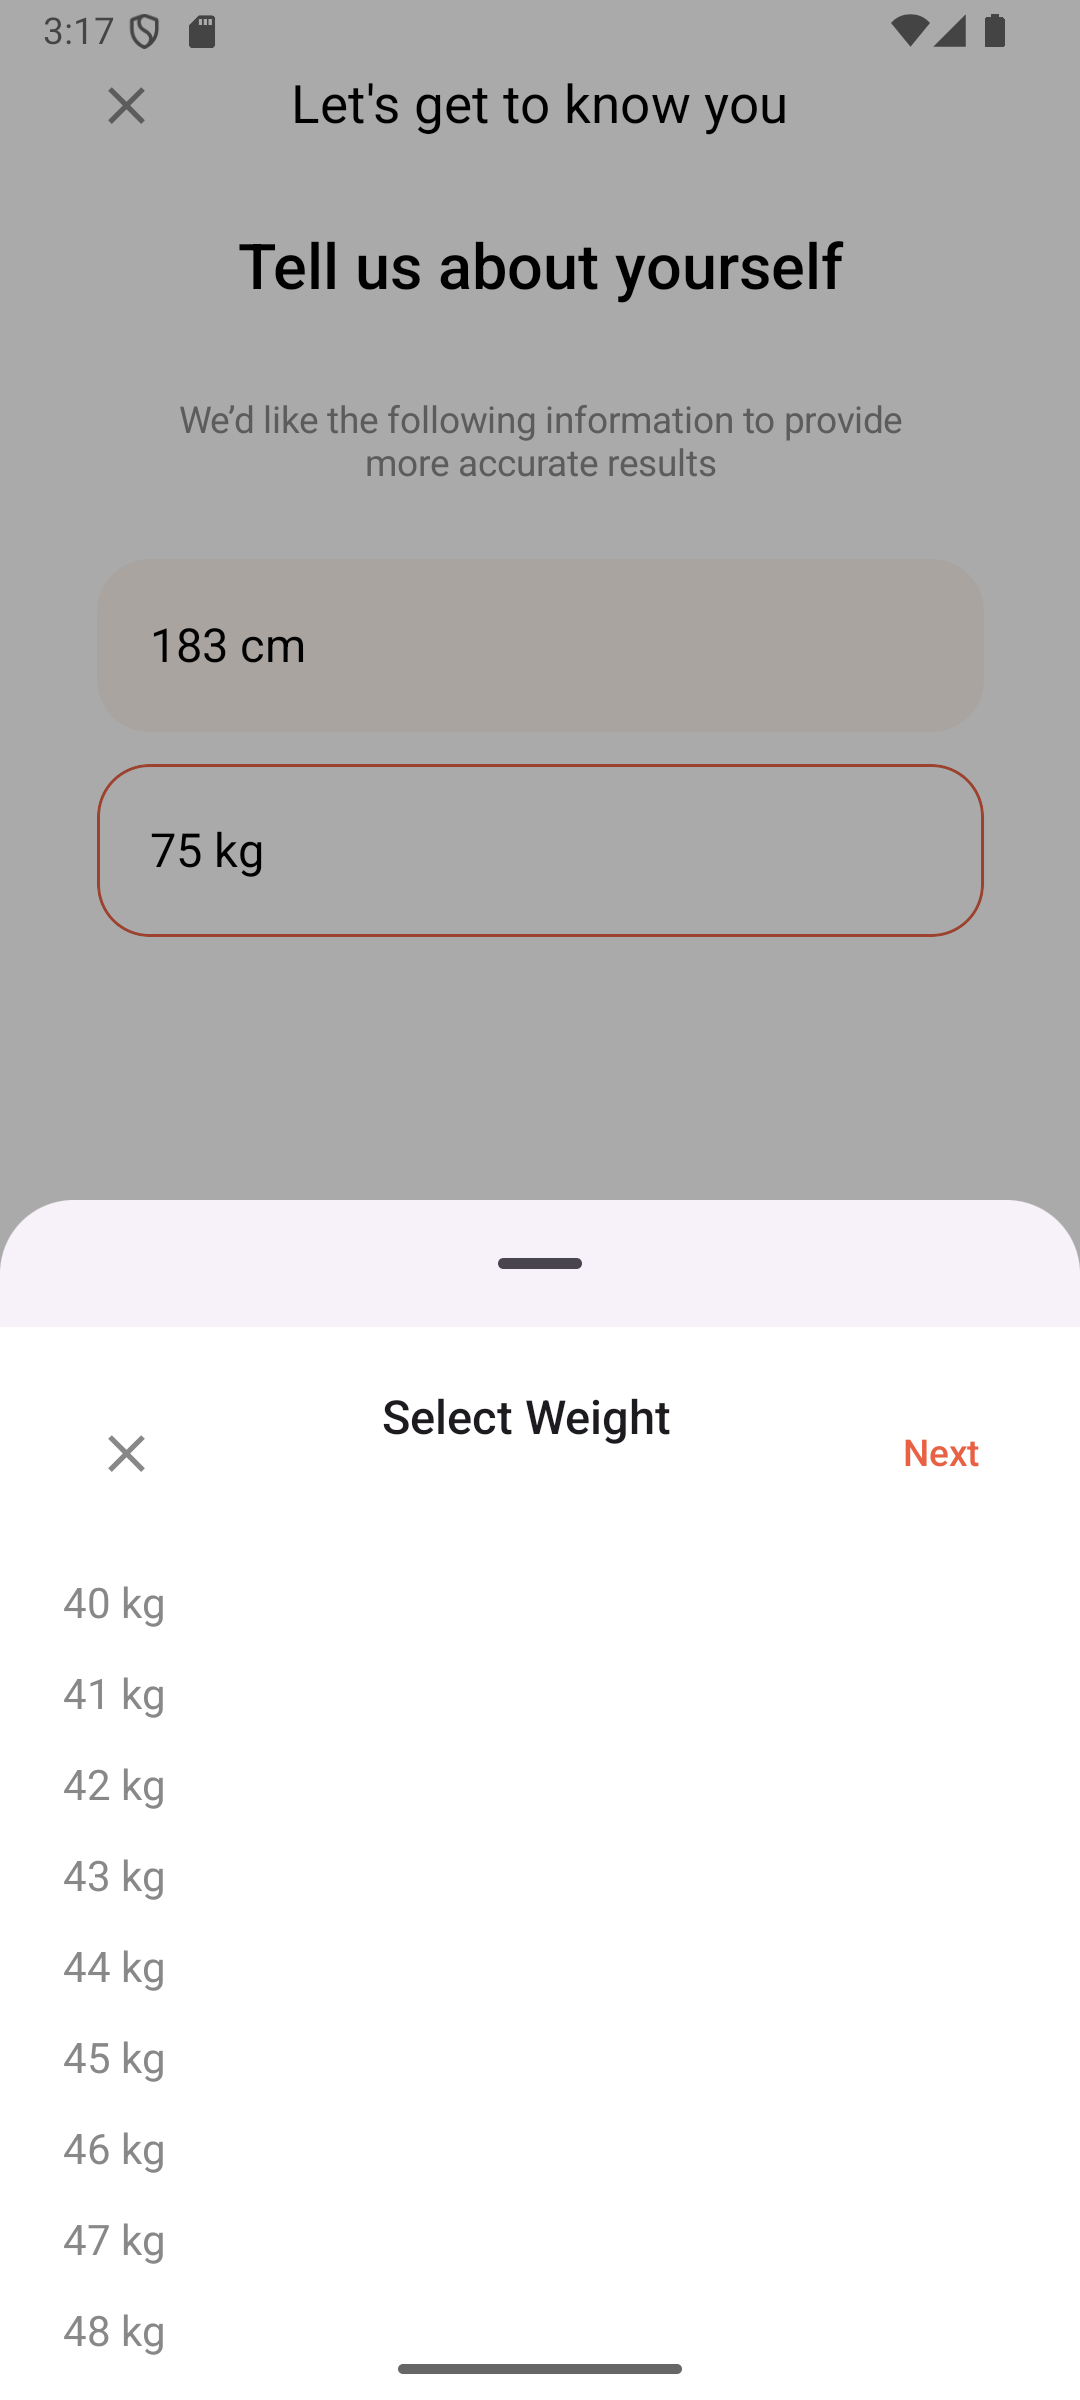 3:17
Let's get to know you
Tell us about yourself
We’d like the following information to provide
more accurate results
183 cm
75 kg
Select Weight
Next
40 kg
41 kg
42 kg
43 kg
44 kg
45 kg
46 kg
47 kg
48 kg